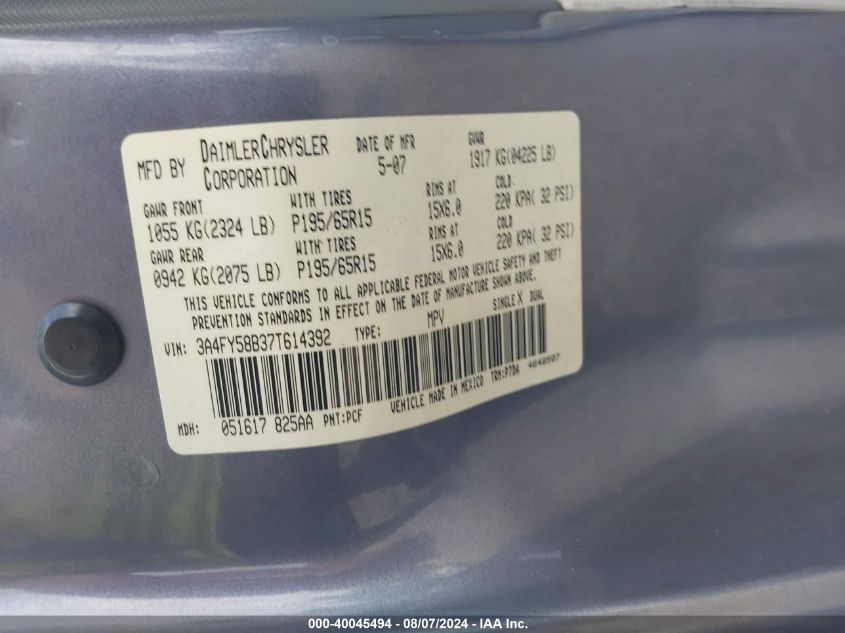 MFD BY DAIMLERCHRYSLER CORPORATION DATE OF MFR 5-07 GVWR 1917 KG(04225 LB)
GAWR FRONT WITH TIRES RIMS AT COLD
1055 KG(2324 LB) P195/65R15 15X6.0 220 KPA( 32 PSI)
GAWR REAR WITH TIRES RIMS AT COLD
0942 KG(2075 LB) P195/65R15 15X6.0 220 KPA( 32 PSI)
THIS VEHICLE CONFORMS TO ALL APPLICABLE FEDERAL MOTOR VEHICLE SAFETY AND THEFT
PREVENTION STANDARDS IN EFFECT ON THE DATE OF MANUFACTURE SHOWN ABOVE.
VIN: 3A4FY58B37T614392 TYPE: MPV SINGLE X DUAL
MDH: 051617 825AA PNT:PCF VEHICLE MADE IN MEXICO TRM:PTDA 4648507
000-40045494 - 08/07/2024 - IAA Inc.